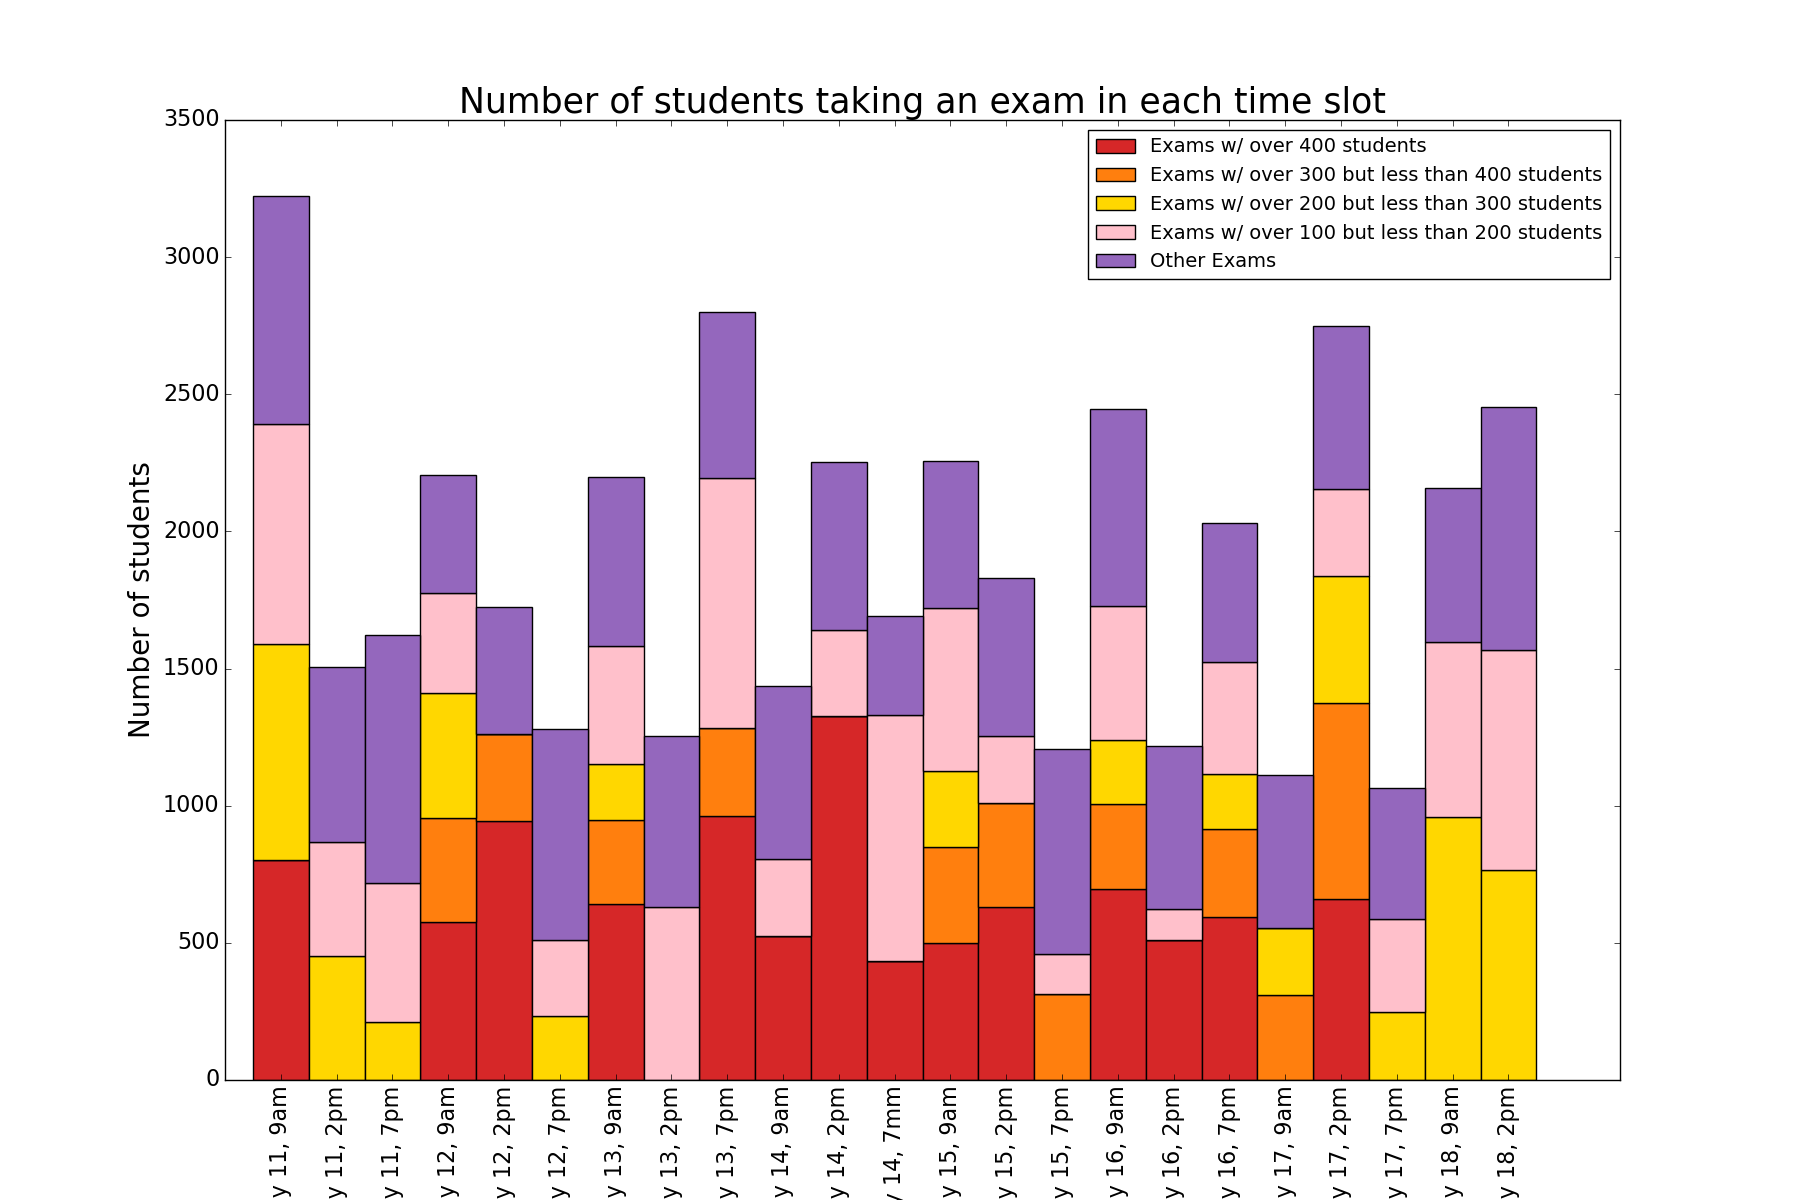 Number of students taking an exam in each time slot
Exams w/ over 400 students
Exams w/ over 300 but less than 400 students
Exams w/ over 200 but less than 300 students
Exams w/ over 100 but less than 200 students
Other Exams
Number of students
3500
3000
2500
2000
1500
1000
500
0
y 11, 9am
y 11, 2pm
y 11, 7pm
y 12, 9am
y 12, 2pm
y 12, 7pm
y 13, 9am
y 13, 2pm
y 13, 7pm
y 14, 9am
y 14, 2pm
y 14, 7mm
y 15, 9am
y 15, 2pm
y 15, 7pm
y 16, 9am
y 16, 2pm
y 16, 7pm
y 17, 9am
y 17, 2pm
y 17, 7pm
y 18, 9am
y 18, 2pm